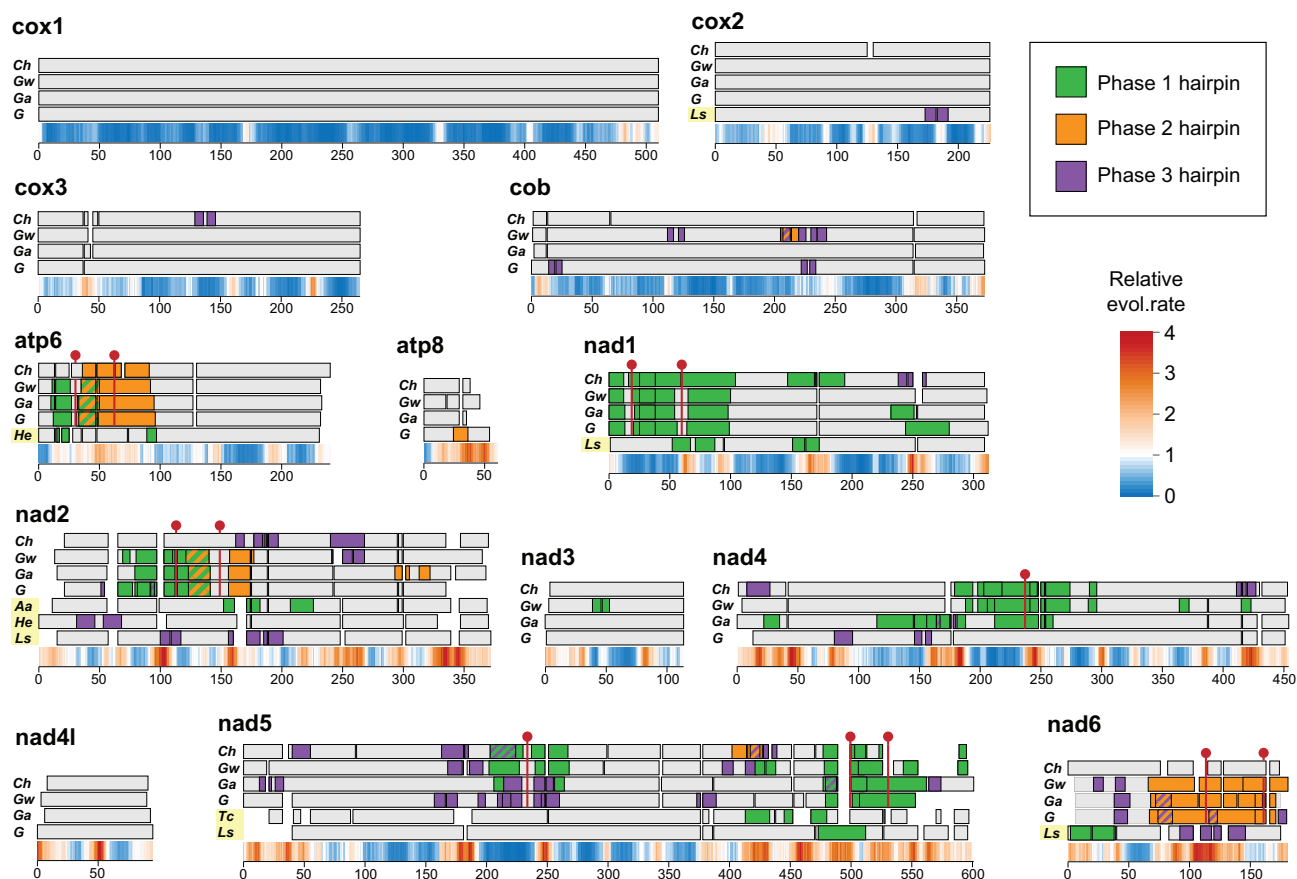 cox1
Ch
Gw
Ga
G
0 50 100 150 200 250 300 350 400 450 500
cox2
Ch
Gw
Ga
G
Ls
0 50 100 150 200
Phase 1 hairpin
Phase 2 hairpin
Phase 3 hairpin
cox3
Ch
Gw
Ga
G
0 50 100 150 200 250
cob
Ch
Gw
Ga
G
0 50 100 150 200 250 300 350
Relative
evol.rate
4
3
2
1
0
atp6
Ch
Gw
Ga
G
He
0 50 100 150 200
atp8
Ch
Gw
Ga
G
0 50
nad1
Ch
Gw
Ga
G
Ls
0 50 100 150 200 250 300
nad2
Ch
Gw
Ga
G
Aa
He
Ls
0 50 100 150 200 250 300 350
nad3
Ch
Gw
Ga
G
0 50 100
nad4
Ch
Gw
Ga
G
0 50 100 150 200 250 300 350 400 450
nad4l
Ch
Gw
Ga
G
0 50
nad5
Ch
Gw
Ga
G
Tc
Ls
0 50 100 150 200 250 300 350 400 450 500 550 600
nad6
Ch
Gw
Ga
G
Ls
0 50 100 150